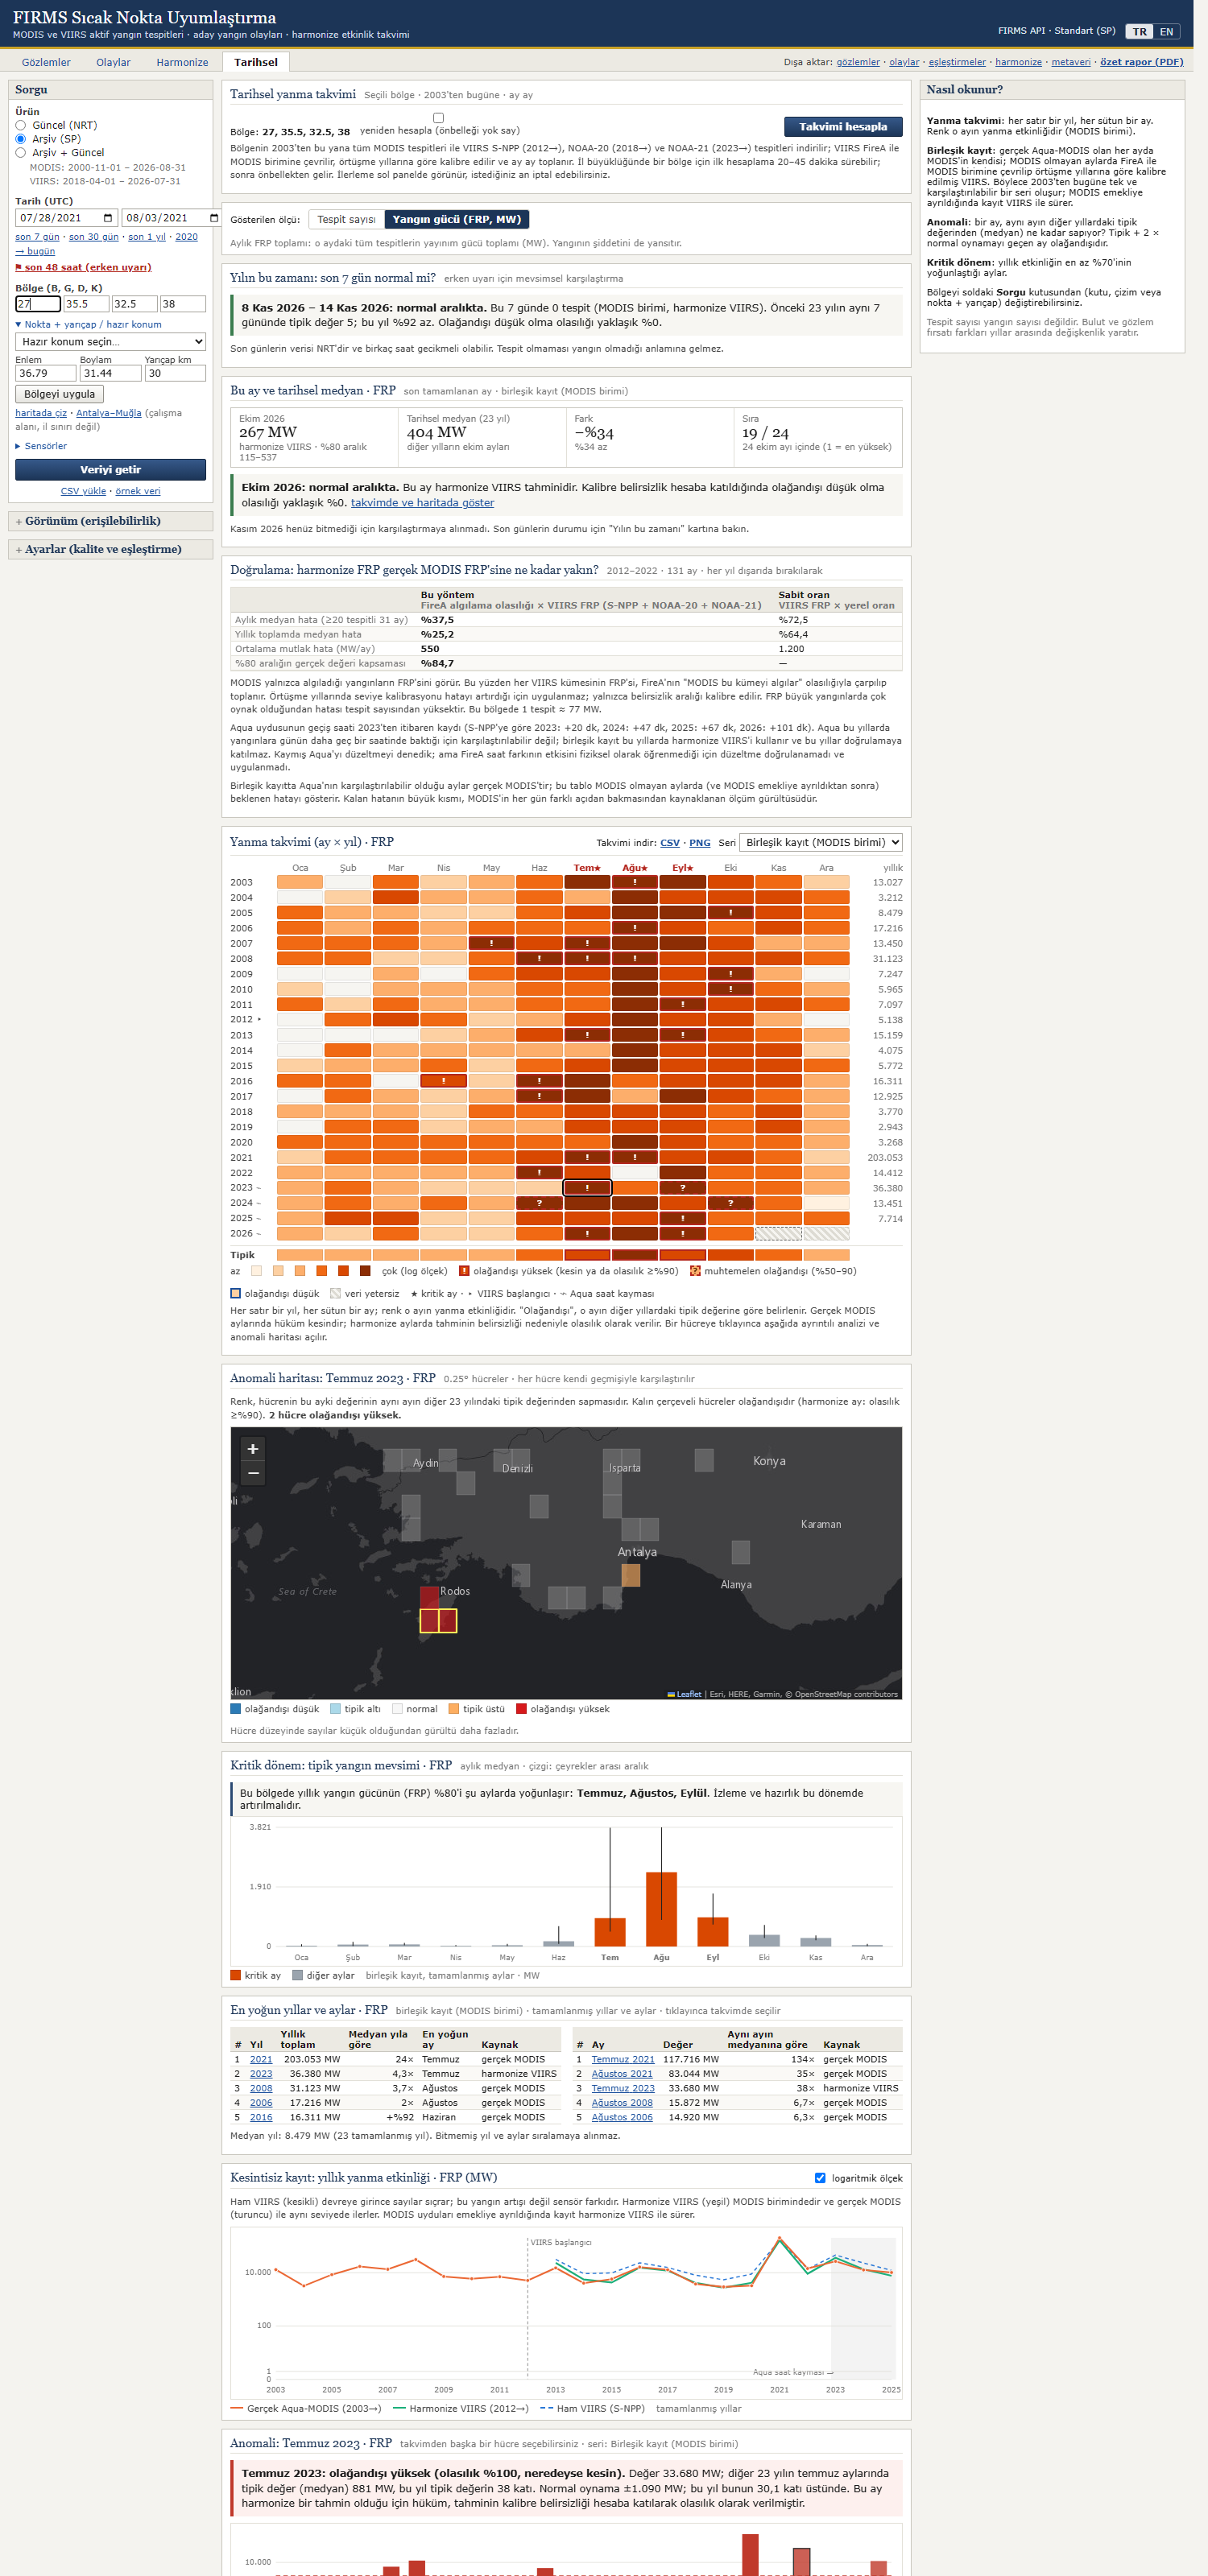 FIRMS Sıcak Nokta Uyumlaştırma
MODIS ve VIIRS aktif yangın tespitleri · aday yangın olayları · harmonize etkinlik takvimi
FIRMS API · Standart (SP)
TR EN
Gözlemler Olaylar Harmonize Tarihsel
Dışa aktar: gözlemler · olaylar · eşleştirmeler · harmonize · metaveri · özet rapor (PDF)
Sorgu
Ürün
Güncel (NRT)
Arşiv (SP)
Arşiv + Güncel
MODIS: 2000-11-01 – 2026-08-31
VIIRS: 2018-04-01 – 2026-07-31
Tarih (UTC)
07/28/2021 08/03/2021
son 7 gün · son 30 gün · son 1 yıl · 2020
→ bugün
son 48 saat (erken uyarı)
Bölge (B, G, D, K)
27 35.5 32.5 38
▾ Nokta + yarıçap / hazır konum
Hazır konum seçin...
Enlem Boylam Yarıçap km
36.79 31.44 30
Bölgeyi uygula
haritada çiz · Antalya–Muğla (çalışma
alanı, il sınırı değil)
▸ Sensörler
Veriyi getir
CSV yükle · örnek veri
+ Görünüm (erişilebilirlik)
+ Ayarlar (kalite ve eşleştirme)
Tarihsel yanma takvimi Seçili bölge · 2003'ten bugüne · ay ay
Bölge: 27, 35.5, 32.5, 38 yeniden hesapla (önbelleği yok say)
Takvimi hesapla
Bölgenin 2003'ten bu yana tüm MODIS tespitleri ile VIIRS S-NPP (2012→), NOAA-20 (2018→) ve NOAA-21 (2023→) tespitleri indirilir; VIIRS FireA ile
MODIS birimine çevrilir, örtüşme yıllarına göre kalibre edilir ve ay ay toplanır. İl büyüklüğünde bir bölge için ilk hesaplama 20–45 dakika sürebilir;
sonra önbellekten gelir. İlerleme sol panelde görünür, istediğiniz an iptal edebilirsiniz.
Gösterilen ölçü: Tespit sayısı Yangın gücü (FRP, MW)
Aylık FRP toplamı: o aydaki tüm tespitlerin yayınım gücü toplamı (MW). Yangının şiddetini de yansıtır.
Yılın bu zamanı: son 7 gün normal mi? erken uyarı için mevsimsel karşılaştırma
8 Kas 2026 – 14 Kas 2026: normal aralıkta. Bu 7 günde 0 tespit (MODIS birimi, harmonize VIIRS). Önceki 23 yılın aynı 7
gününde tipik değer 5; bu yıl %92 az. Olağandışı düşük olma olasılığı yaklaşık %0.
Son günlerin verisi NRT'dir ve birkaç saat gecikmeli olabilir. Tespit olmaması yangın olmadığı anlamına gelmez.
Bu ay ve tarihsel medyan · FRP son tamamlanan ay · birleşik kayıt (MODIS birimi)
Ekim 2026 Tarihsel medyan (23 yıl) Fark Sıra
267 MW 404 MW −%34 19 / 24
harmonize VIIRS · %80 aralık diğer yılların ekim ayları %34 az 24 ekim ayı içinde (1 = en yüksek)
115–537
Ekim 2026: normal aralıkta. Bu ay harmonize VIIRS tahminidir. Kalibre belirsizlik hesaba katıldığında olağandışı düşük olma
olasılığı yaklaşık %0. takvimde ve haritada göster
Kasım 2026 henüz bitmediği için karşılaştırmaya alınmadı. Son günlerin durumu için "Yılın bu zamanı" kartına bakın.
Doğrulama: harmonize FRP gerçek MODIS FRP'sine ne kadar yakın? 2012–2022 · 131 ay · her yıl dışarıda bırakılarak
Bu yöntem Sabit oran
FireA algılama olasılığı × VIIRS FRP (S-NPP + NOAA-20 + NOAA-21) VIIRS FRP × yerel oran
Aylık medyan hata (≥20 tespitli 31 ay) %37,5 %72,5
Yıllık toplamda medyan hata %25,2 %64,4
Ortalama mutlak hata (MW/ay) 550 1.200
%80 aralığın gerçek değeri kapsaması %84,7 —
MODIS yalnızca algıladığı yangınların FRP'sini görür. Bu yüzden her VIIRS kümesinin FRP'si, FireA'nın "MODIS bu kümeyi algılar" olasılığıyla çarpılıp
toplanır. Örtüşme yıllarında seviye kalibrasyonu hatayı artırdığı için uygulanmaz; yalnızca belirsizlik aralığı kalibre edilir. FRP büyük yangınlarda çok
oynak olduğundan hatası tespit sayısından yüksektir. Bu bölgede 1 tespit ≈ 77 MW.
Aqua uydusunun geçiş saati 2023'ten itibaren kaydı (S-NPP'ye göre 2023: +20 dk, 2024: +47 dk, 2025: +67 dk, 2026: +101 dk). Aqua bu yıllarda
yangınlara günün daha geç bir saatinde baktığı için karşılaştırılabilir değil; birleşik kayıt bu yıllarda harmonize VIIRS'i kullanır ve bu yıllar doğrulamaya
katılmaz. Kaymış Aqua'yı düzeltmeyi denedik; ama FireA saat farkının etkisini fiziksel olarak öğrenmediği için düzeltme doğrulanamadı ve
uygulanmadı.
Birleşik kayıtta Aqua'nın karşılaştırılabilir olduğu aylar gerçek MODIS'tir; bu tablo MODIS olmayan aylarda (ve MODIS emekliye ayrıldıktan sonra)
beklenen hatayı gösterir. Kalan hatanın büyük kısmı, MODIS'in her gün farklı açıdan bakmasından kaynaklanan ölçüm gürültüsüdür.
Yanma takvimi (ay × yıl) · FRP
Takvimi indir: CSV · PNG Seri Birleşik kayıt (MODIS birimi)
Oca Şub Mar Nis May Haz Tem★ Ağu★ Eyl★ Eki Kas Ara yıllık
2003 ! 13.027
2004 3.212
2005 ! 8.479
2006 ! 17.216
2007 ! ! 13.450
2008 ! ! ! 31.123
2009 ! 7.247
2010 ! 5.965
2011 ! 7.097
2012 • 5.138
2013 ! ! 15.159
2014 4.075
2015 5.772
2016 ! ! 16.311
2017 ! 12.925
2018 3.770
2019 2.943
2020 3.268
2021 ! ! 203.053
2022 ! 14.412
2023 ~ ! ? 36.380
2024 ~ ? ? 13.451
2025 ~ ! 7.714
2026 ~ ! !
Tipik
az çok (log ölçek) ! olağandışı yüksek (kesin ya da olasılık ≥%90) ? muhtemelen olağandışı (%50–90)
olağandışı düşük veri yetersiz ★ kritik ay · • VIIRS başlangıcı · ~ Aqua saat kayması
Her satır bir yıl, her sütun bir ay; renk o ayın yanma etkinliğidir. "Olağandışı", o ayın diğer yıllardaki tipik değerine göre belirlenir. Gerçek MODIS
aylarında hüküm kesindir; harmonize aylarda tahminin belirsizliği nedeniyle olasılık olarak verilir. Bir hücreye tıklayınca aşağıda ayrıntılı analizi ve
anomali haritası açılır.
Anomali haritası: Temmuz 2023 · FRP 0.25° hücreler · her hücre kendi geçmişiyle karşılaştırılır
Renk, hücrenin bu ayki değerinin aynı ayın diğer 23 yılındaki tipik değerinden sapmasıdır. Kalın çerçeveli hücreler olağandışıdır (harmonize ay: olasılık
≥%90). 2 hücre olağandışı yüksek.
+
−
Aydın Denizli Isparta Konya
Karaman
Antalya
Alanya
Sea of Crete Rodos
klion
Leaflet | Esri, HERE, Garmin, © OpenStreetMap contributors
olağandışı düşük tipik altı normal tipik üstü olağandışı yüksek
Hücre düzeyinde sayılar küçük olduğundan gürültü daha fazladır.
Kritik dönem: tipik yangın mevsimi · FRP aylık medyan · çizgi: çeyrekler arası aralık
Bu bölgede yıllık yangın gücünün (FRP) %80'i şu aylarda yoğunlaşır: Temmuz, Ağustos, Eylül. İzleme ve hazırlık bu dönemde
artırılmalıdır.
3.821
1.910
0
Oca Şub Mar Nis May Haz Tem Ağu Eyl Eki Kas Ara
kritik ay diğer aylar birleşik kayıt, tamamlanmış aylar · MW
En yoğun yıllar ve aylar · FRP birleşik kayıt (MODIS birimi) · tamamlanmış yıllar ve aylar · tıklayınca takvimde seçilir
# Yıl Yıllık toplam Medyan yıla göre En yoğun ay Kaynak
1 2021 203.053 MW 24× Temmuz gerçek MODIS
2 2023 36.380 MW 4,3× Temmuz harmonize VIIRS
3 2008 31.123 MW 3,7× Ağustos gerçek MODIS
4 2006 17.216 MW 2× Ağustos gerçek MODIS
5 2016 16.311 MW +%92 Haziran gerçek MODIS
# Ay Değer Aynı ayın medyanına göre Kaynak
1 Temmuz 2021 117.716 MW 134× gerçek MODIS
2 Ağustos 2021 83.044 MW 35× gerçek MODIS
3 Temmuz 2023 33.680 MW 38× harmonize VIIRS
4 Ağustos 2008 15.872 MW 6,7× gerçek MODIS
5 Ağustos 2006 14.920 MW 6,3× gerçek MODIS
Medyan yıl: 8.479 MW (23 tamamlanmış yıl). Bitmemiş yıl ve aylar sıralamaya alınmaz.
Kesintisiz kayıt: yıllık yanma etkinliği · FRP (MW)
logaritmik ölçek
Ham VIIRS (kesikli) devreye girince sayılar sıçrar; bu yangın artışı değil sensör farkıdır. Harmonize VIIRS (yeşil) MODIS birimindedir ve gerçek MODIS
(turuncu) ile aynı seviyede ilerler. MODIS uyduları emekliye ayrıldığında kayıt harmonize VIIRS ile sürer.
VIIRS başlangıcı
10.000
100
1
0
Aqua saat kayması →
2003 2005 2007 2009 2011 2013 2015 2017 2019 2021 2023 2025
Gerçek Aqua-MODIS (2003→) Harmonize VIIRS (2012→) Ham VIIRS (S-NPP) tamamlanmış yıllar
Anomali: Temmuz 2023 · FRP takvimden başka bir hücre seçebilirsiniz · seri: Birleşik kayıt (MODIS birimi)
Temmuz 2023: olağandışı yüksek (olasılık %100, neredeyse kesin). Değer 33.680 MW; diğer 23 yılın temmuz aylarında
tipik değer (medyan) 881 MW, bu yıl tipik değerin 38 katı. Normal oynama ±1.090 MW; bu yıl bunun 30,1 katı üstünde. Bu ay
harmonize bir tahmin olduğu için hüküm, tahminin kalibre belirsizliği hesaba katılarak olasılık olarak verilmiştir.
10.000
Nasıl okunur?
Yanma takvimi: her satır bir yıl, her sütun bir ay.
Renk o ayın yanma etkinliğidir (MODIS birimi).
Birleşik kayıt: gerçek Aqua-MODIS olan her ayda
MODIS'in kendisi; MODIS olmayan aylarda FireA ile
MODIS birimine çevrilip örtüşme yıllarına göre kalibre
edilmiş VIIRS. Böylece 2003'ten bugüne tek ve
karşılaştırılabilir bir seri oluşur; MODIS emekliye
ayrıldığında kayıt VIIRS ile sürer.
Anomali: bir ay, aynı ayın diğer yıllardaki tipik
değerinden (medyan) ne kadar sapıyor? Tipik + 2 ×
normal oynamayı geçen ay olağandışıdır.
Kritik dönem: yıllık etkinliğin en az %70'inin
yoğunlaştığı aylar.
Bölgeyi soldaki Sorgu kutusundan (kutu, çizim veya
nokta + yarıçap) değiştirebilirsiniz.
Tespit sayısı yangın sayısı değildir. Bulut ve gözlem
fırsatı farkları yıllar arasında değişkenlik yaratır.